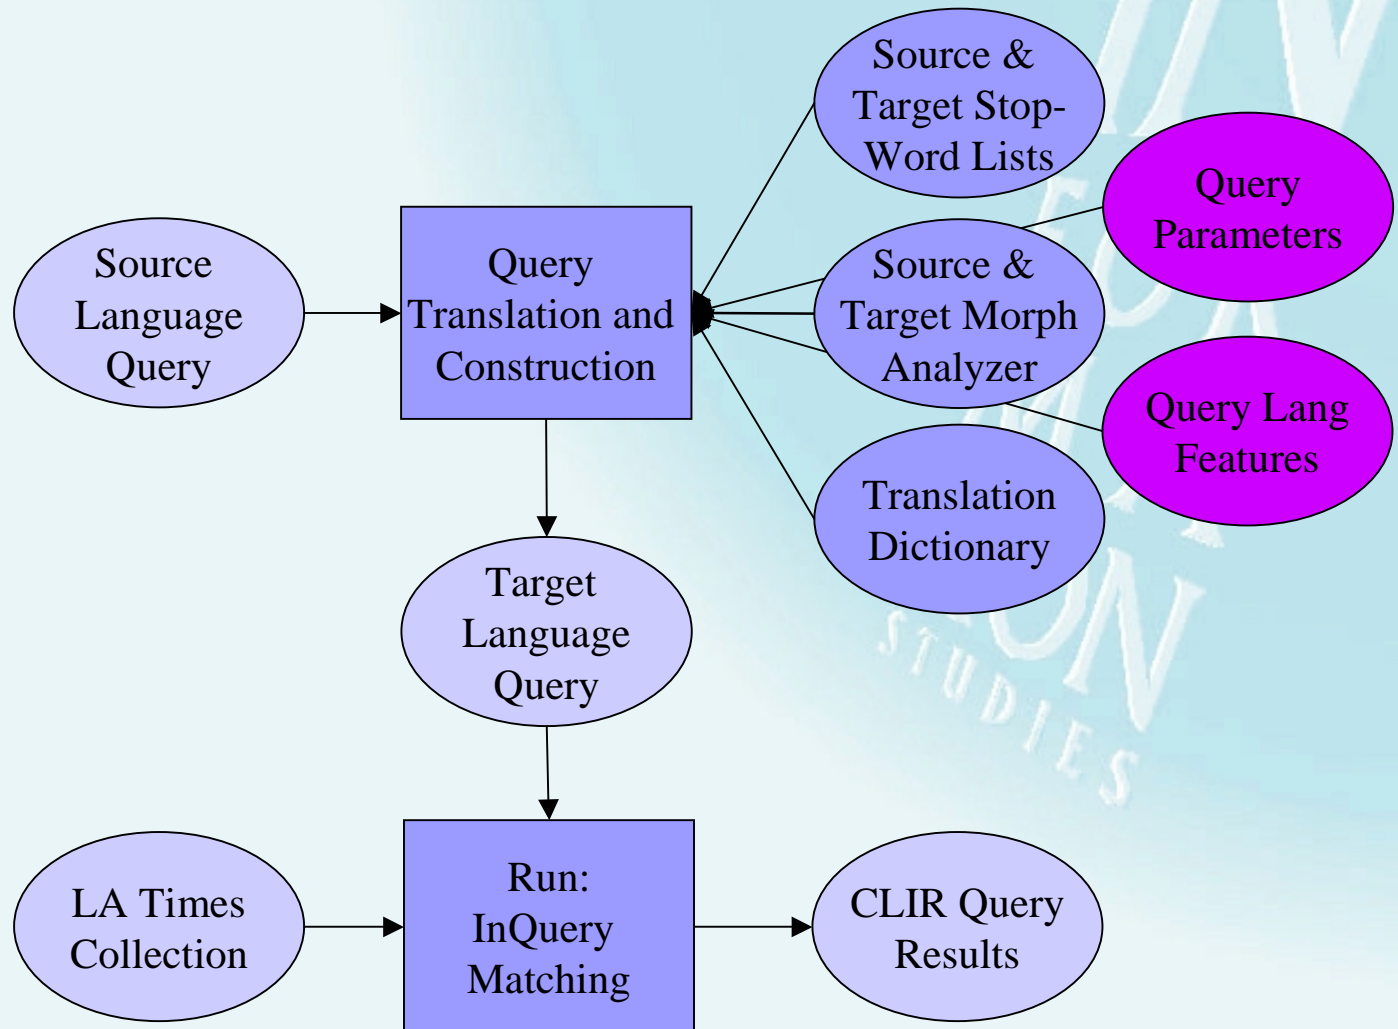 Source &
Target Stop-
Word Lists
Query
Parameters
Source
Language
Query
Query
Translation and
Construction
Source &
Target Morph
Analyzer
Query Lang
Features
Translation
Dictionary
Target
Language
Query
STUDIES
LA Times
Collection
Run:
InQuery
Matching
CLIR Query
Results